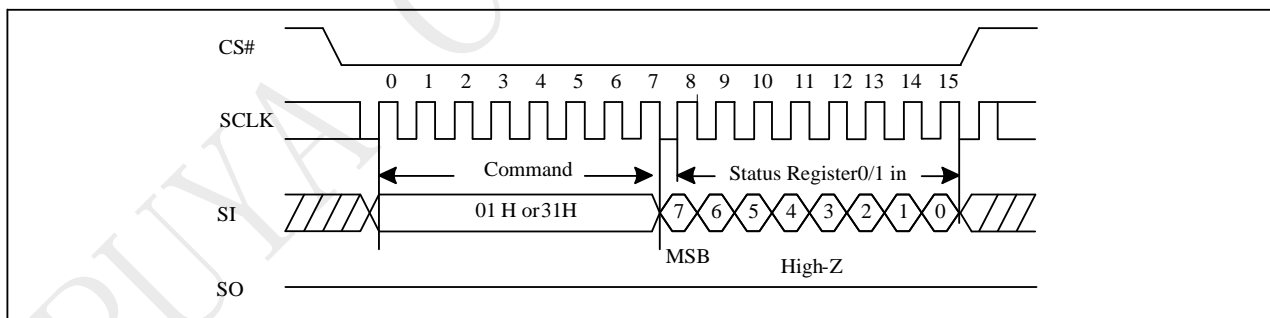 CS#
0 1 2 3 4 5 6 7 8 9 10 11 12 13 14 15
SCLK
Command
Status Register0/1 in
SI
01 H or31H
7 6 5 4 3 2 1 0
MSB
High-Z
SO
PUYA